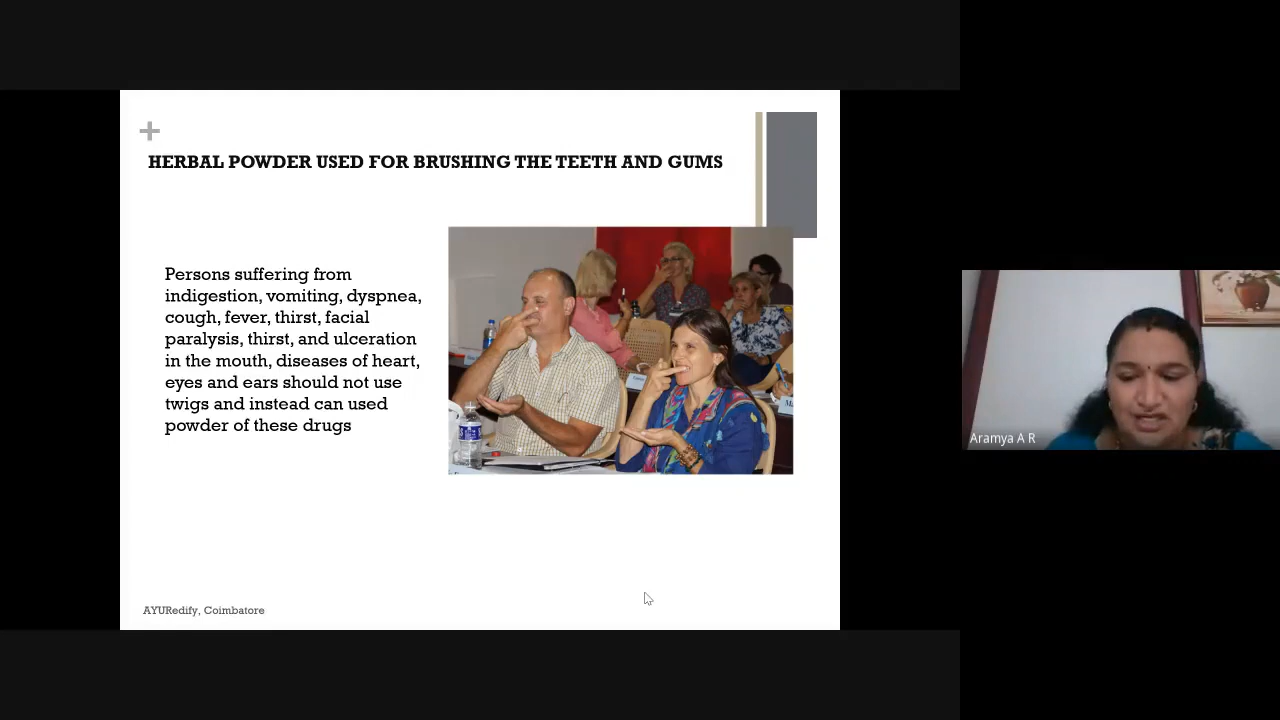 HERBAL POWDER USED FOR BRUSHING THE TEETH AND GUMS
Persons suffering from
indigestion, vomiting, dyspnea,
cough, fever, thirst, facial
paralysis, thirst, and ulceration
in the mouth, diseases of heart,
eyes and ears should not use
twigs and instead can used
powder of these drugs
AYURedify, Coimbatore
Aramya A R